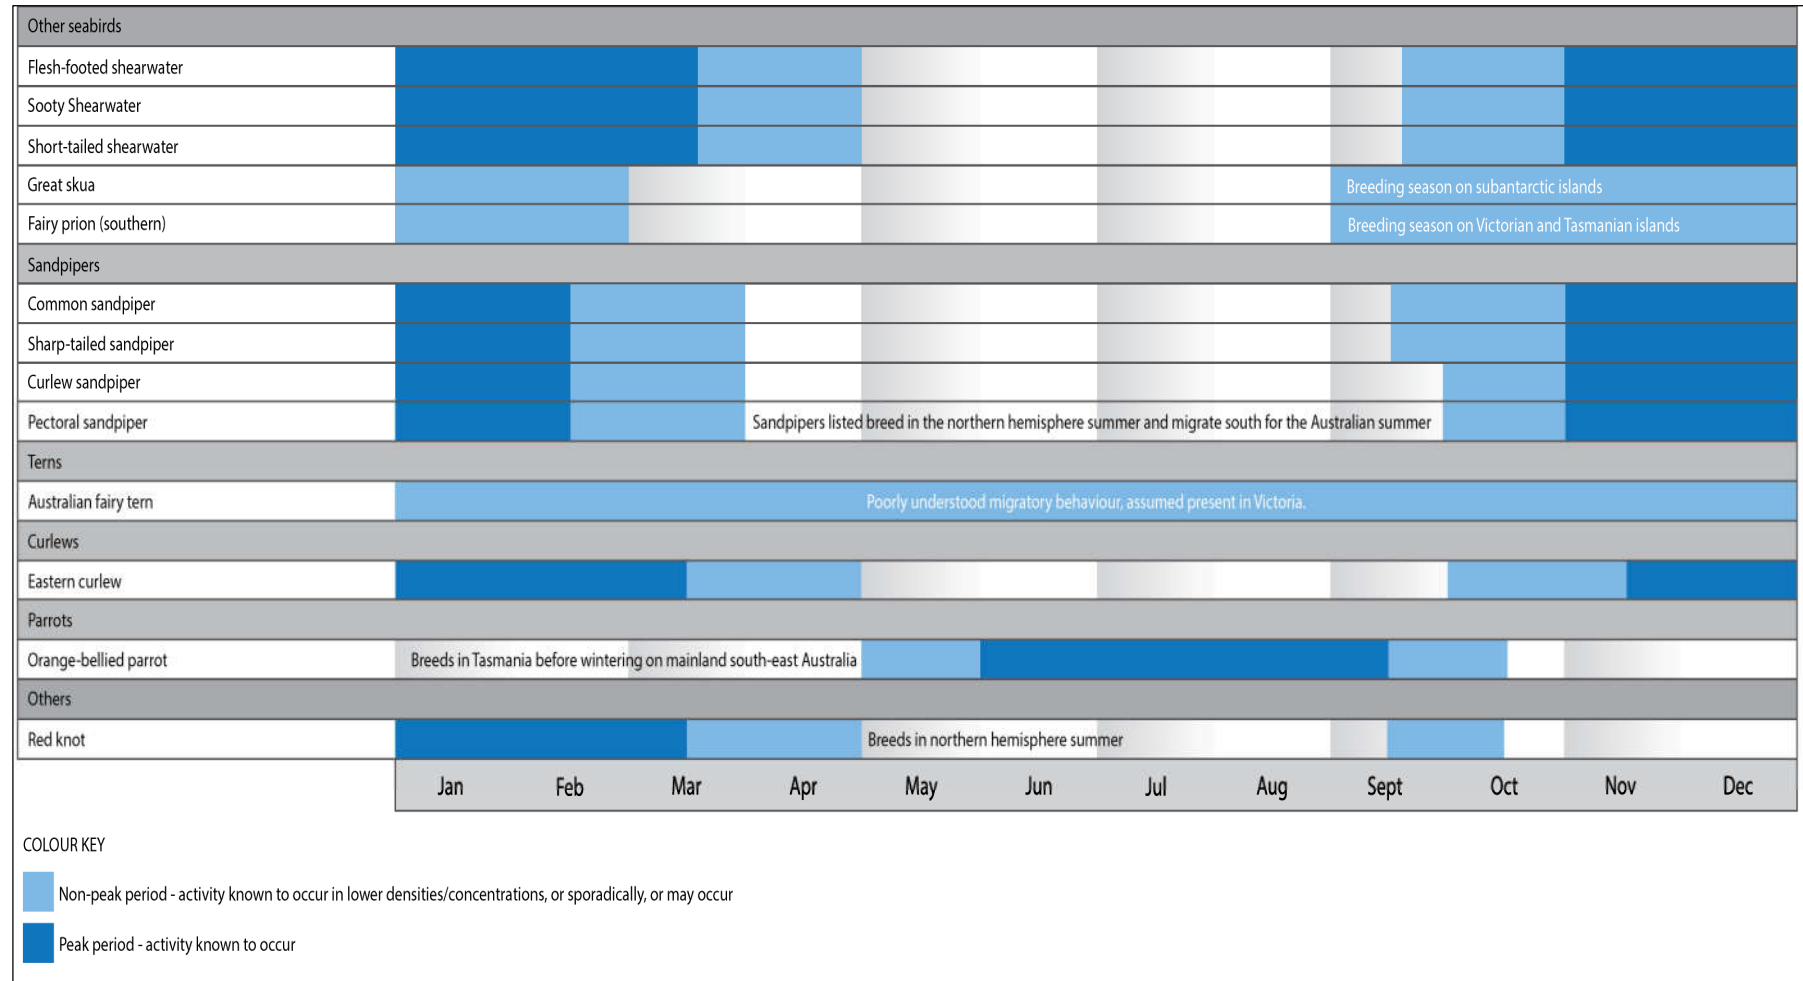 Other seabirds
Flesh-footed shearwater
Sooty Shearwater
Short-tailed shearwater
Great skua
Breeding season on subantarctic islands
Fairy prion (southern)
Breeding season on Victorian and Tasmanian islands
Sandpipers
Common sandpiper
Sharp-tailed sandpiper
Curlew sandpiper
Pectoral sandpiper
Sandpipers listed breed in the northern hemisphere summer and migrate south for the Australian summer
Terns
Australian fairy tern
Poorly understood migratory behaviour, assumed present in Victoria.
Curlews
Eastern curlew
Parrots
Orange-bellied parrot
Breeds in Tasmania before wintering on mainland south-east Australia
Others
Red knot
Breeds in northern hemisphere summer
Jan Feb Mar Apr May Jun Jul Aug Sept Oct Nov Dec
COLOUR KEY
Non-peak period - activity known to occur in lower densities/concentrations, or sporadically, or may occur
Peak period - activity known to occur